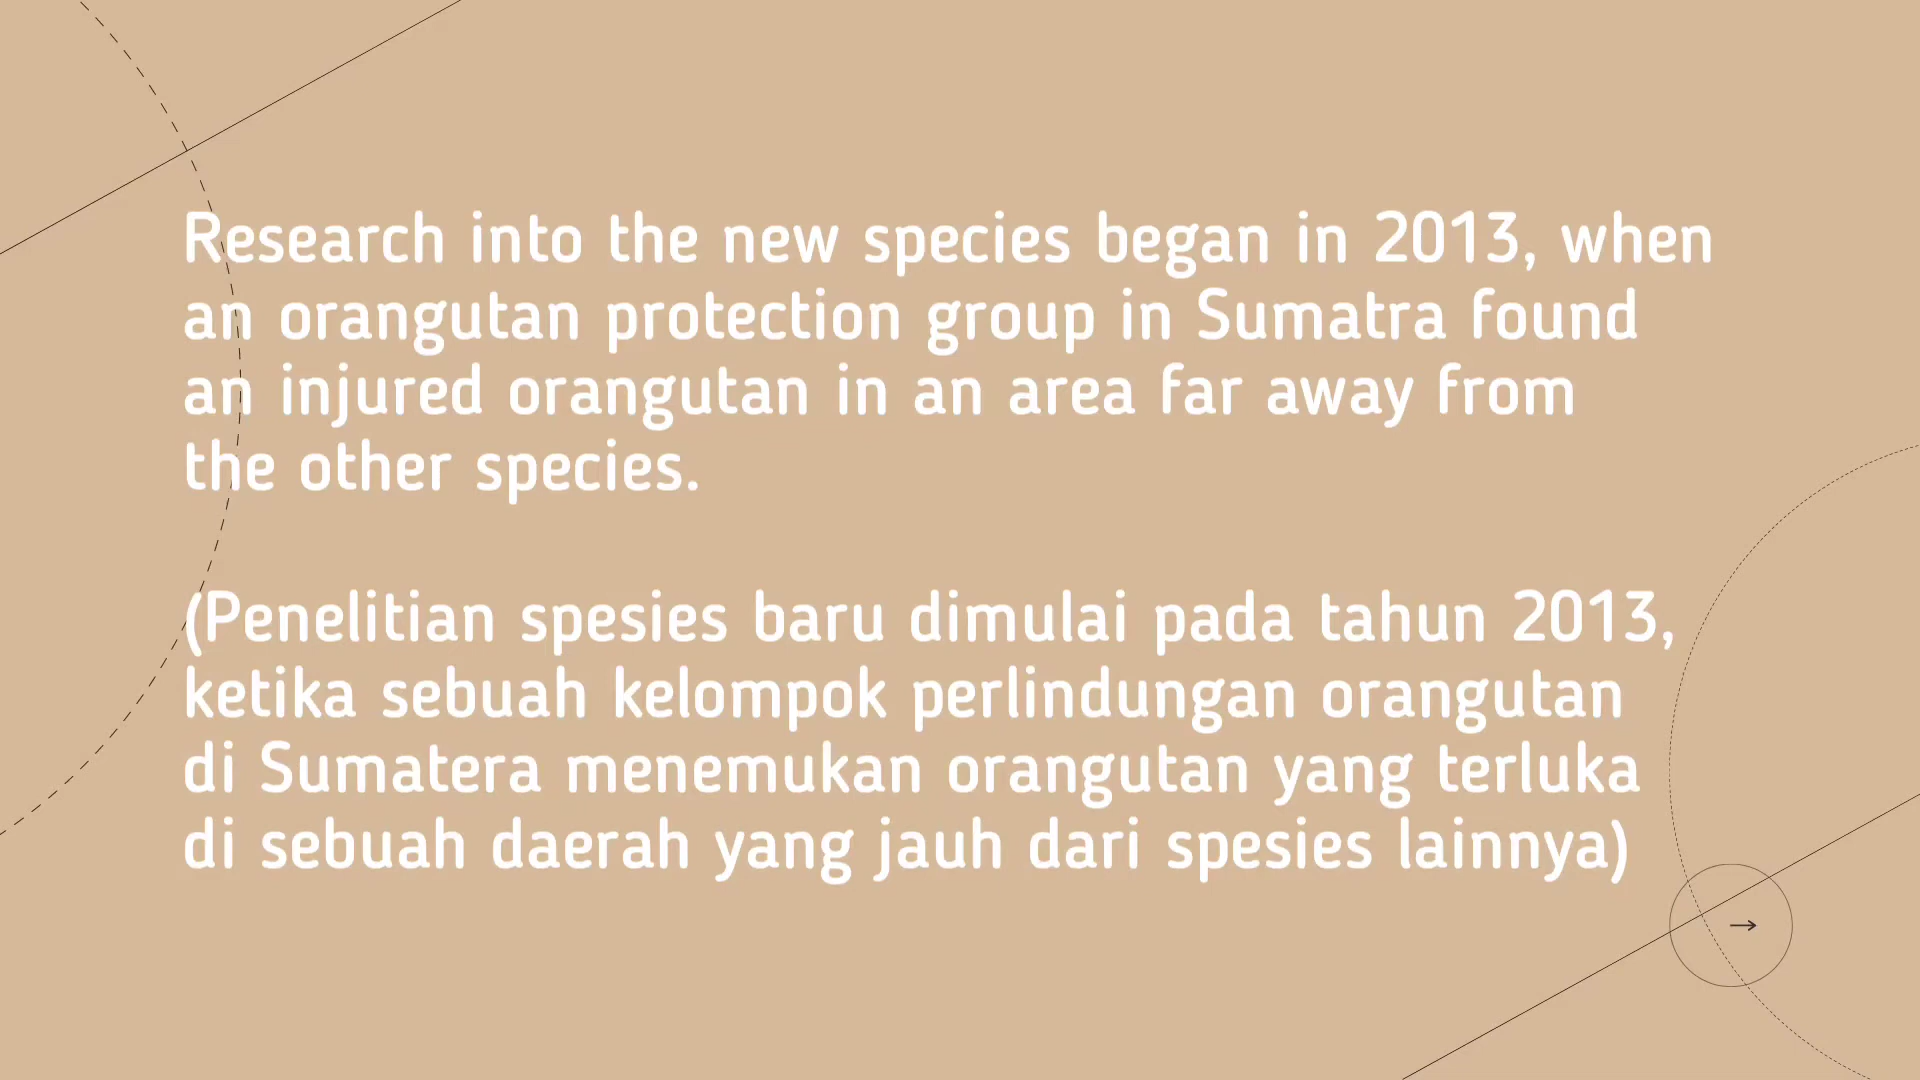 Research into the new species began in 2013, when
an orangutan protection group in Sumatra found
an injured orangutan in an area far away from
the other species.
(Penelitian spesies baru dimulai pada tahun 2013,
ketika sebuah kelompok perlindungan orangutan
di Sumatera menemukan orangutan yang terluka
di sebuah daerah yang jauh dari spesies lainnya)